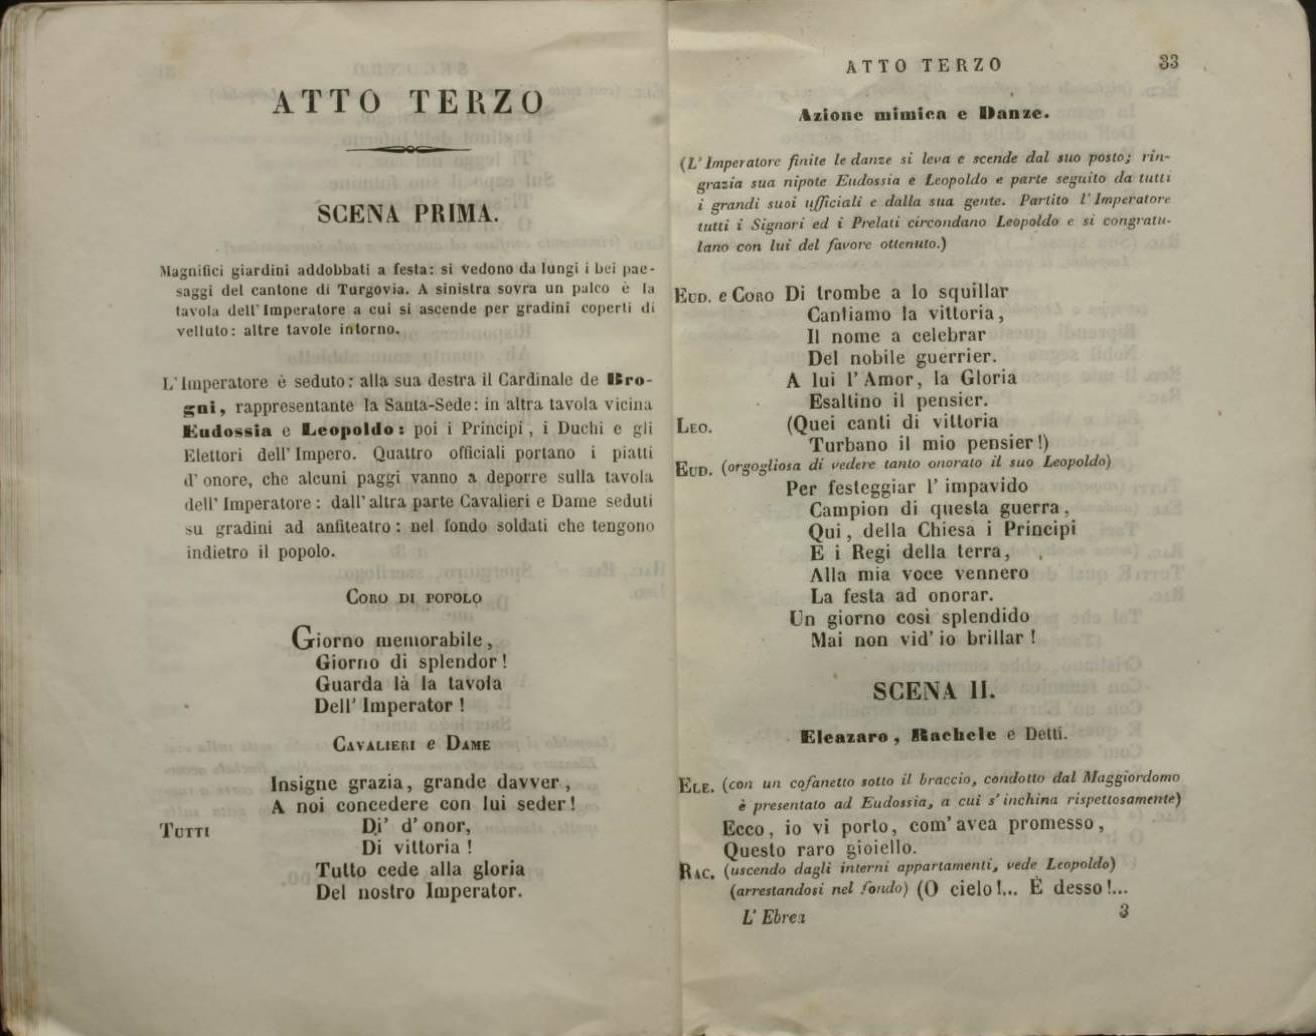 ATTO TERZO
SCENA PRIMA.
Magnifici giardini addobbati a festa: si vedono da lungi i bei pae-
saggi del cantone di Turgovia. A sinistra sovra un palco è la
tavola dell'Imperatore a cui si ascende per gradini coperti di
velluto: altre tavole intorno.
L'Imperatore è seduto: alla sua destra il Cardinale de Bro-
gni, rappresentante la Santa-Sede: in altra tavola vicina
Eudossia e Leopoldo: poi i Principi, i Duchi e gli
Elettori dell'Impero. Quattro officiali portano i piatti
d'onore, che alcuni paggi vanno a deporre sulla tavola
dell'Imperatore: dall'altra parte Cavalieri e Dame seduti
su gradini ad anfiteatro: nel fondo soldati che tengono
indietro il popolo.
CORO DI POPOLO
Giorno memorabile,
Giorno di splendor!
Guarda là la tavola
Dell' Imperator!
CAVALIERI e DAME
Insigne grazia, grande davver,
A noi concedere con lui seder!
TUTTI Di' d'onor,
Di vittoria!
Tutto cede alla gloria
Del nostro Imperator.
ATTO TERZO 33
Azione mimica e Danze.
(L'Imperatore finite le danze si leva e scende dal suo posto; rin-
grazia sua nipote Eudossia e Leopoldo e parte seguito da tutti
i grandi suoi ufficiali e dalla sua gente. Partito l'Imperatore
tutti i Signori ed i Prelati circondano Leopoldo e si congratu-
lano con lui del favore ottenuto.)
EUD. e CORO Di trombe a lo squillar
Cantiamo la vittoria,
Il nome a celebrar
Del nobile guerrier.
A lui l'Amor, la Gloria
Esaltino il pensier.
LEO. (Quei canti di vittoria
Turbano il mio pensier!)
EUD. (orgogliosa di vedere tanto onorato il suo Leopoldo)
Per festeggiar l'impavido
Campion di questa guerra,
Qui, della Chiesa i Principi
E i Regi della terra,
Alla mia voce vennero
La festa ad onorar.
Un giorno così splendido
Mai non vid'io brillar!
SCENA II.
Eleazaro, Rachele e Detti.
ELE. (con un cofanetto sotto il braccio, condotto dal Maggiordomo
è presentato ad Eudossia, a cui s'inchina rispettosamente)
Ecco, io vi porto, com'avea promesso,
Questo raro gioiello.
RAC. (uscendo dagli interni appartamenti, vede Leopoldo)
(arrestandosi nel fondo) (O cielo!... È desso!...
L'Ebrea 3